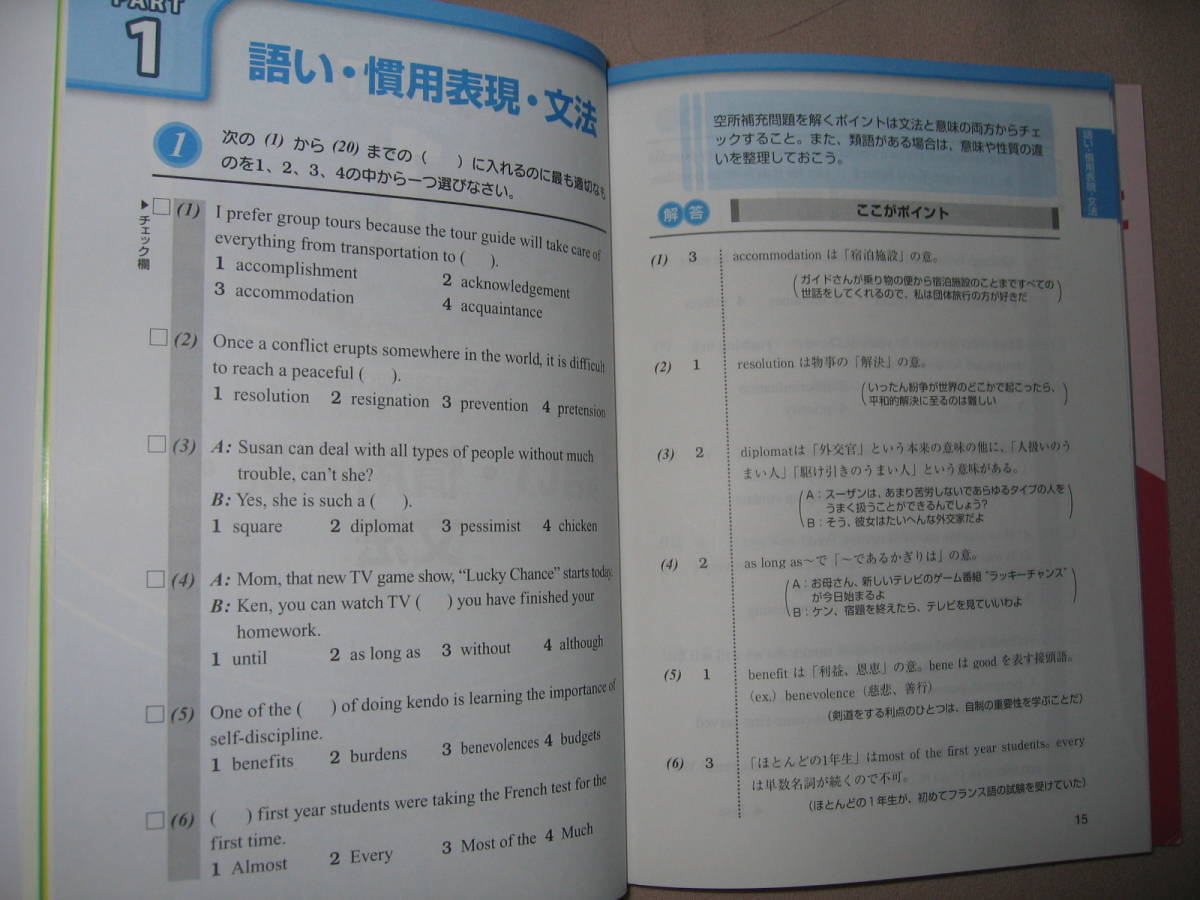 PART
1
語い・慣用表現・文法
1
次の (1) から (20) までの (　　) に入れるのに最も適切なも
のを1、2、3、4の中から一つ選びなさい。
▶チェック欄
(1) I prefer group tours because the tour guide will take care of
everything from transportation to (　　).
1 accomplishment 2 acknowledgement
3 accommodation 4 acquaintance
(2) Once a conflict erupts somewhere in the world, it is difficult
to reach a peaceful (　　).
1 resolution 2 resignation 3 prevention 4 pretension
(3) A: Susan can deal with all types of people without much
trouble, can't she?
B: Yes, she is such a (　　).
1 square 2 diplomat 3 pessimist 4 chicken
(4) A: Mom, that new TV game show, “Lucky Chance” starts today.
B: Ken, you can watch TV (　　) you have finished your
homework.
1 until 2 as long as 3 without 4 although
(5) One of the (　　) of doing kendo is learning the importance of
self-discipline.
1 benefits 2 burdens 3 benevolences 4 budgets
(6) (　　) first year students were taking the French test for the
first time.
1 Almost 2 Every 3 Most of the 4 Much
空所補充問題を解くポイントは文法と意味の両方からチェ
ックすること。また、類語がある場合は、意味や性質の違
いを整理しておこう。
語い・慣用表現・文法
解答 ここがポイント
(1) 3 accommodation は「宿泊施設」の意。
(ガイドさんが乗り物の便から宿泊施設のことまですべての
世話をしてくれるので、私は団体旅行の方が好きだ)
(2) 1 resolution は物事の「解決」の意。
(いったん紛争が世界のどこかで起こったら、
平和的解決に至るのは難しい)
(3) 2 diplomatは「外交官」という本来の意味の他に、「人扱いのう
まい人」「駆け引きのうまい人」という意味がある。
(A：スーザンは、あまり苦労しないであらゆるタイプの人を
うまく扱うことができるんでしょう？
B：そう、彼女はたいへんな外交家だよ)
(4) 2 as long as～で「～であるかぎりは」の意。
(A：お母さん、新しいテレビのゲーム番組 “ラッキーチャンス”
が今日始まるよ
B：ケン、宿題を終えたら、テレビを見ていいわよ)
(5) 1 benefit は「利益、恩恵」の意。bene は good を表す接頭語。
(ex.) benevolence（慈悲、善行）
(剣道をする利点のひとつは、自制の重要性を学ぶことだ)
(6) 3 「ほとんどの1年生」はmost of the first year students。every
は単数名詞が続くので不可。
(ほとんどの１年生が、初めてフランス語の試験を受けていた)
15